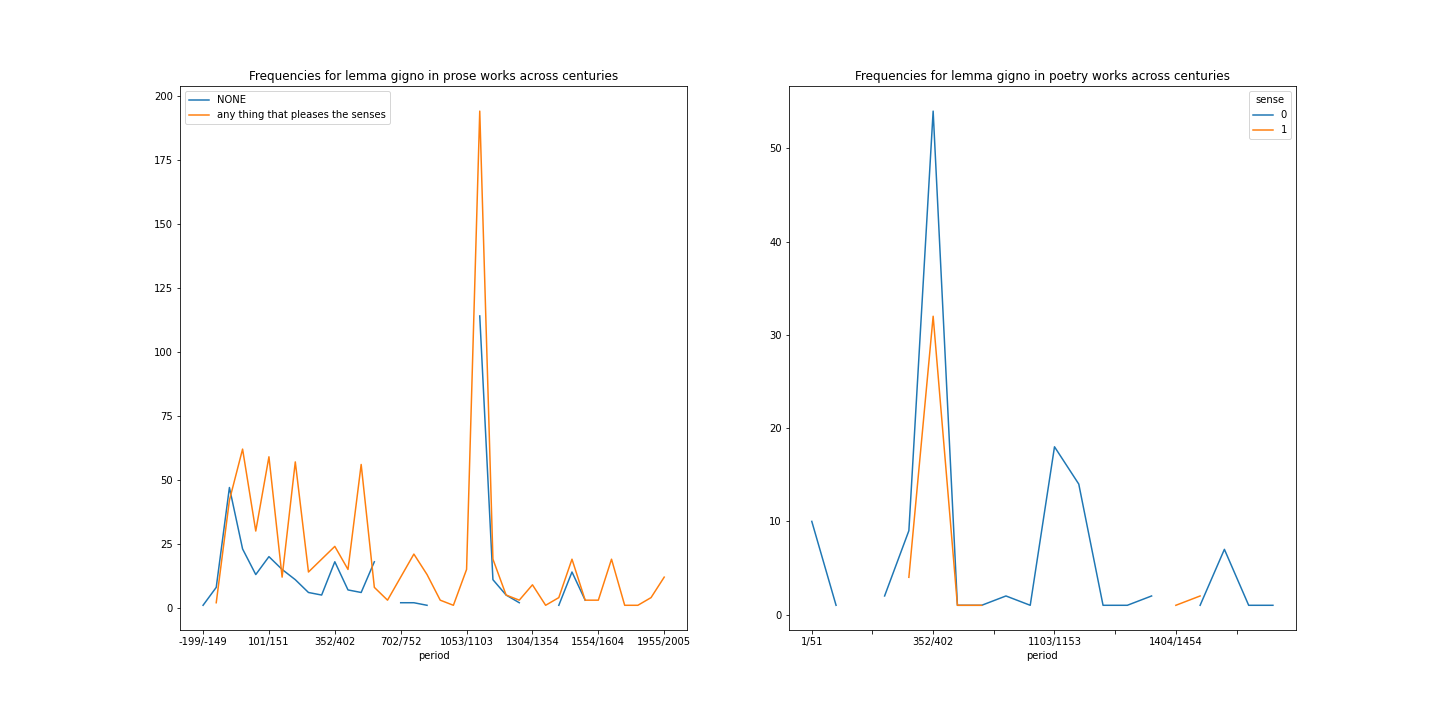 Frequencies for lemma gigno in prose works across centuries
NONE
any thing that pleases the senses
200
175
150
125
100
75
50
25
0
-199/-149 101/151 352/402 702/752 1053/1103 1304/1354 1554/1604 1955/2005
period
Frequencies for lemma gigno in poetry works across centuries
sense
0
1
50
40
30
20
10
0
1/51 352/402 1103/1153 1404/1454
period